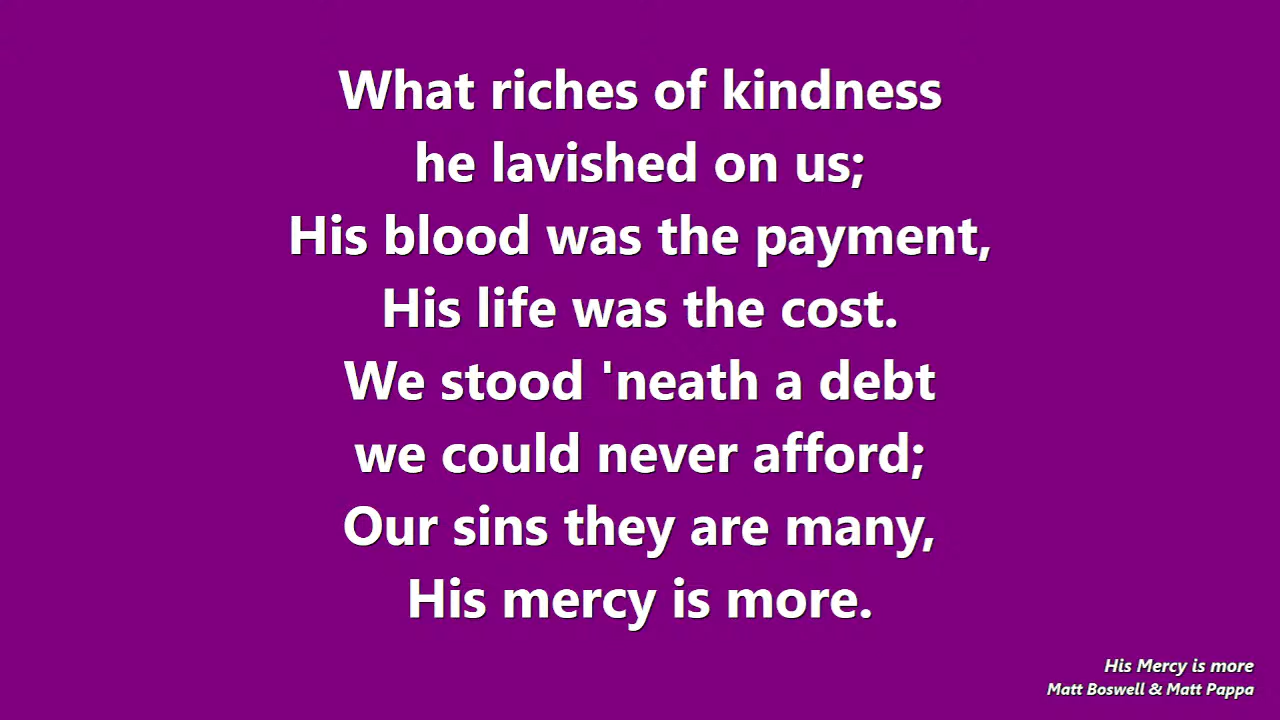 What riches of kindness
he lavished on us;
His blood was the payment,
His life was the cost.
We stood 'neath a debt
we could never afford;
Our sins they are many,
His mercy is more.
His Mercy is more
Matt Boswell & Matt Pappa